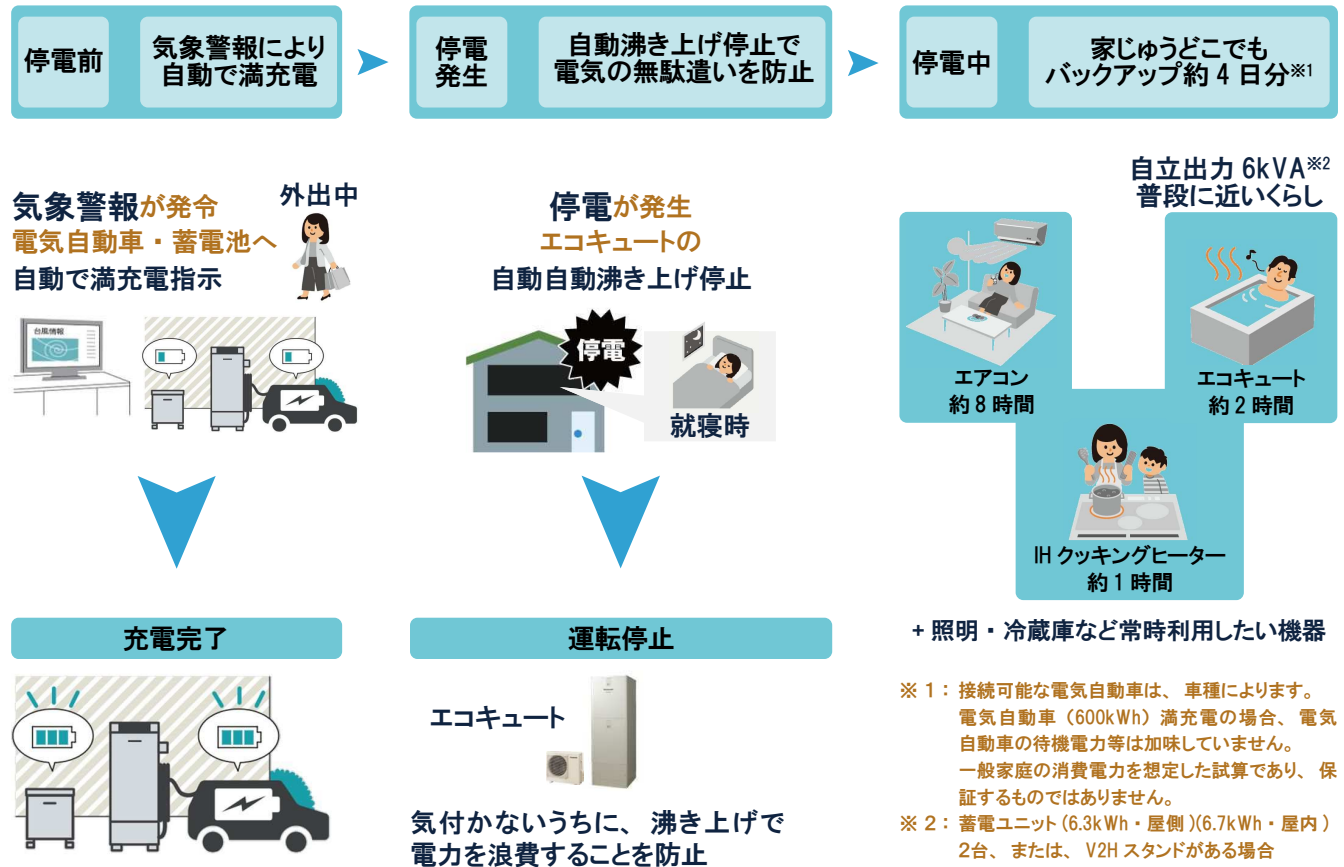 停電前
気象警報により
自動で満充電
停電
発生
自動沸き上げ停止で
電気の無駄遣いを防止
停電中
家じゅうどこでも
バックアップ約 4 日分※1
気象警報が発令
電気自動車・蓄電池へ
自動で満充電指示
外出中
台風情報
充電完了
停電が発生
エコキュートの
自動自動沸き上げ停止
停電
就寝時
運転停止
エコキュート
気付かないうちに、沸き上げで
電力を浪費することを防止
自立出力 6kVA※2
普段に近いくらし
エアコン
約 8 時間
エコキュート
約 2 時間
IH クッキングヒーター
約 1 時間
+ 照明・冷蔵庫など常時利用したい機器
※ 1： 接続可能な電気自動車は、車種によります。
電気自動車（600kWh）満充電の場合、電気
自動車の待機電力等は加味していません。
一般家庭の消費電力を想定した試算であり、保
証するものではありません。
※ 2： 蓄電ユニット(6.3kWh・屋側)(6.7kWh・屋内)
2台、または、V2H スタンドがある場合